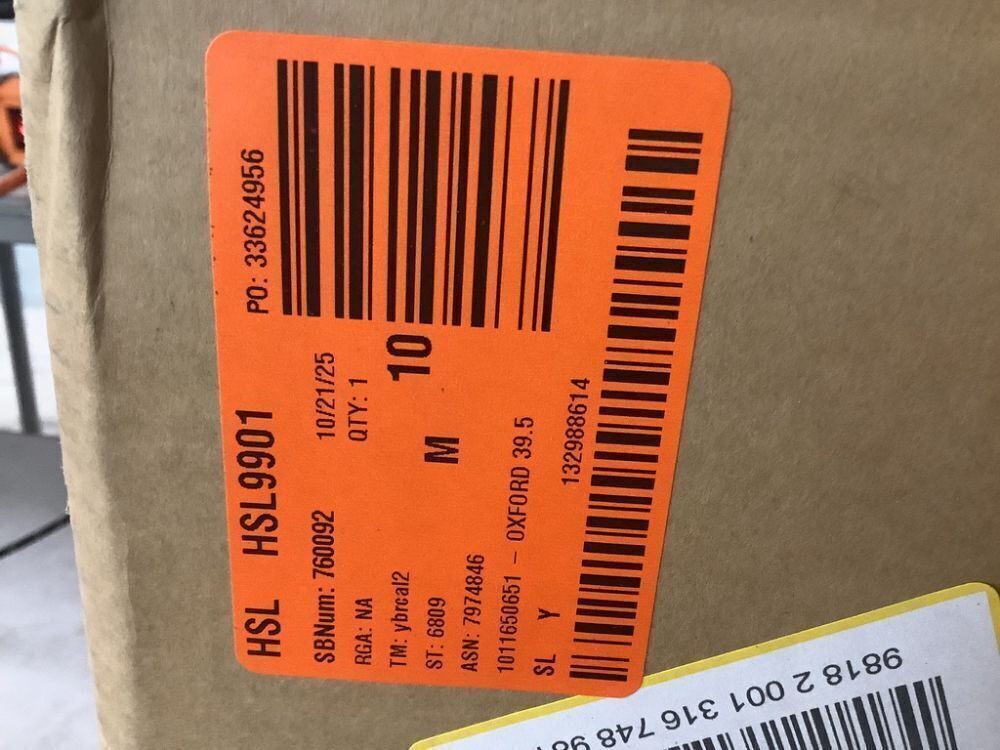 HSL HSL9901 PO: 33624956
SBNum: 760092 10/21/25
RGA: NA QTY: 1
TM: ybrcal2
ST: 6809 M 10
ASN: 7974846
1011650651 - OXFORD 39.5
SL Y 132988614
9818 2 001 316 748 98